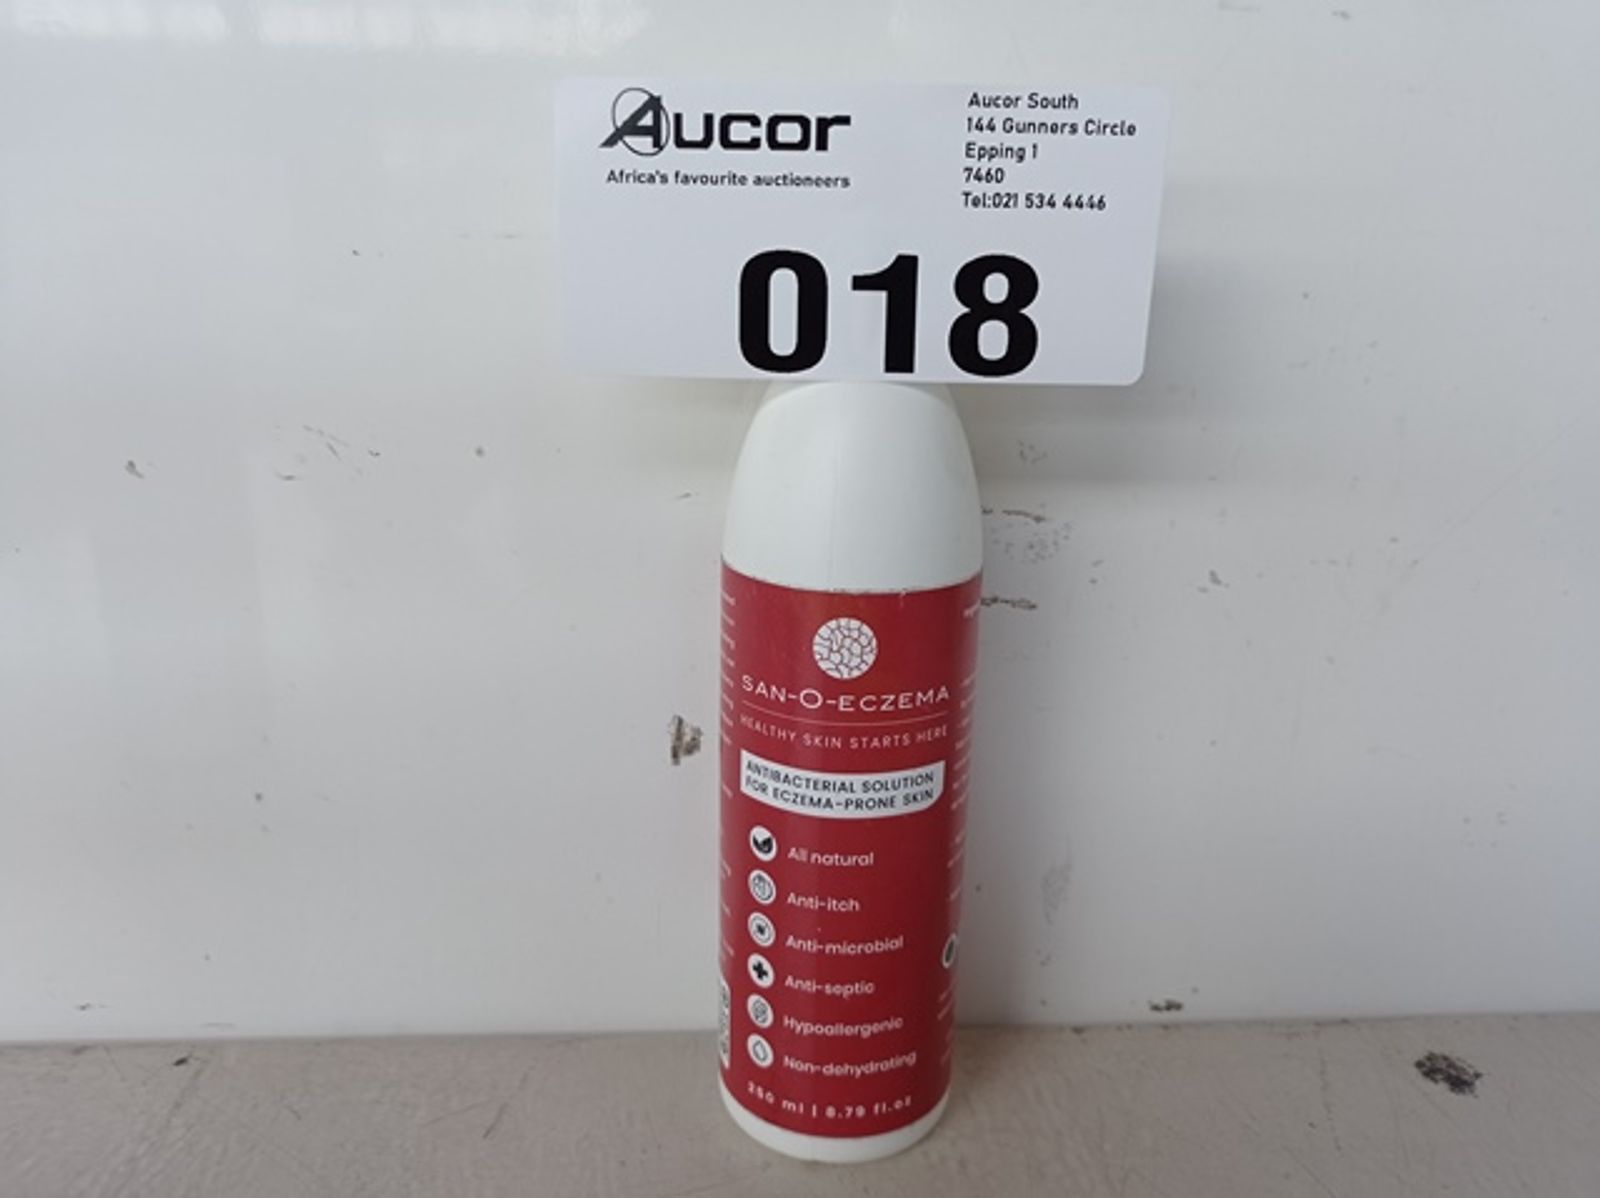 Aucor
Africa's favourite auctioneers
Aucor South
144 Gunners Circle
Epping 1
7460
Tel:021 534 4446
018
SAN-O-ECZEMA
HEALTHY SKIN STARTS HERE
ANTIBACTERIAL SOLUTION
FOR ECZEMA-PRONE SKIN
All natural
Anti-itch
Anti-microbial
Anti-septic
Hypoallergenic
Non-dehydrating
250 ml | 8.79 fl.oz